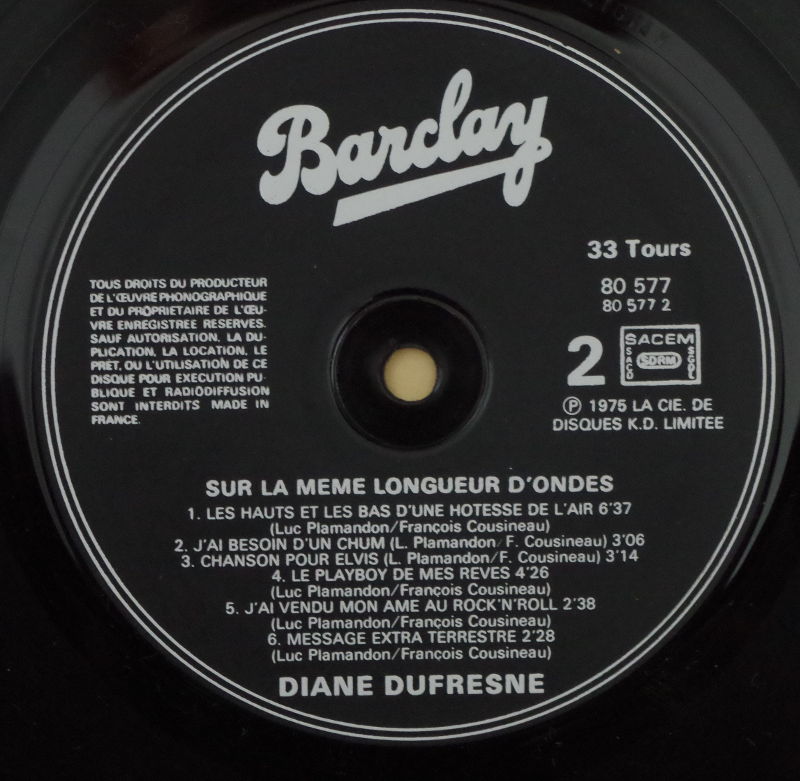 Barclay
33 Tours
80 577
80 577 2
TOUS DROITS DU PRODUCTEUR
DE L'ŒUVRE PHONOGRAPHIQUE
ET DU PROPRIETAIRE DE L'ŒU-
VRE ENREGISTREE RESERVES.
SAUF AUTORISATION, LA DU-
PLICATION, LA LOCATION, LE
PRET, OU L'UTILISATION DE CE
DISQUE POUR EXECUTION PU-
BLIQUE ET RADIODIFFUSION
SONT INTERDITS MADE IN
FRANCE.
2
SACEM
SACD
SDRM
SGDL
℗ 1975 LA CIE. DE
DISQUES K.D. LIMITEE
SUR LA MEME LONGUEUR D'ONDES
1. LES HAUTS ET LES BAS D'UNE HOTESSE DE L'AIR 6'37
(Luc Plamandon/François Cousineau)
2. J'AI BESOIN D'UN CHUM (L. Plamandon/F. Cousineau) 3'06
3. CHANSON POUR ELVIS (L. Plamandon/F. Cousineau) 3'14
4. LE PLAYBOY DE MES REVES 4'26
(Luc Plamandon/François Cousineau)
5. J'AI VENDU MON AME AU ROCK'N'ROLL 2'38
(Luc Plamandon/François Cousineau)
6. MESSAGE EXTRA TERRESTRE 2'28
(Luc Plamandon/François Cousineau)
DIANE DUFRESNE